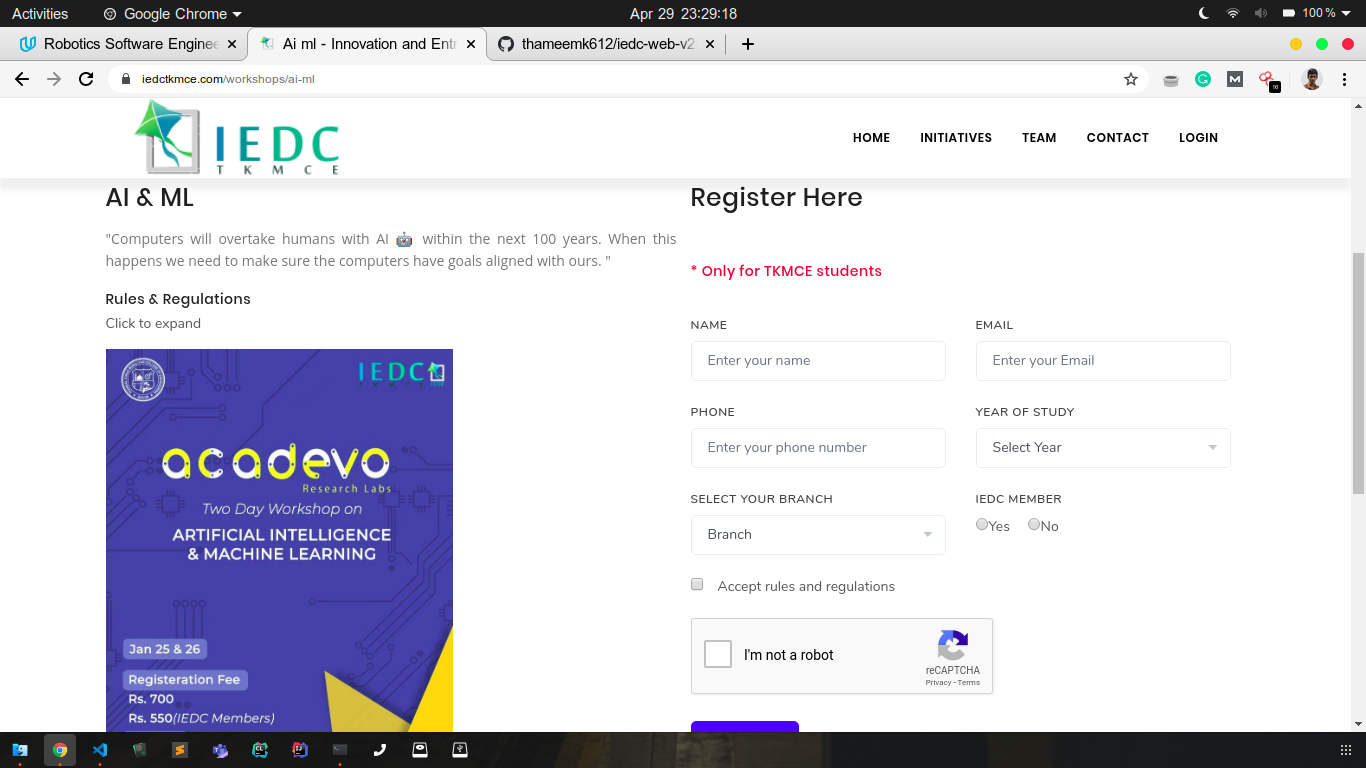 Activities
Google Chrome
Apr 29 23:29:18
100 %
Robotics Software Enginee
Ai ml - Innovation and Entr
thameemk612/iedc-web-v2
iedctkmce.com/workshops/ai-ml
IEDC
TKMCE
HOME
INITIATIVES
TEAM
CONTACT
LOGIN
AI & ML
"Computers will overtake humans with AI 🤖 within the next 100 years. When this
happens we need to make sure the computers have goals aligned with ours. "
Rules & Regulations
Click to expand
IEDC
acadevo
Research Labs
Two Day Workshop on
ARTIFICIAL INTELLIGENCE
& MACHINE LEARNING
Jan 25 & 26
Registeration Fee
Rs. 700
Rs. 550(IEDC Members)
Register Here
* Only for TKMCE students
NAME
EMAIL
Enter your name
Enter your Email
PHONE
YEAR OF STUDY
Enter your phone number
Select Year
SELECT YOUR BRANCH
IEDC MEMBER
Branch
Yes
No
Accept rules and regulations
I'm not a robot
reCAPTCHA
Privacy - Terms